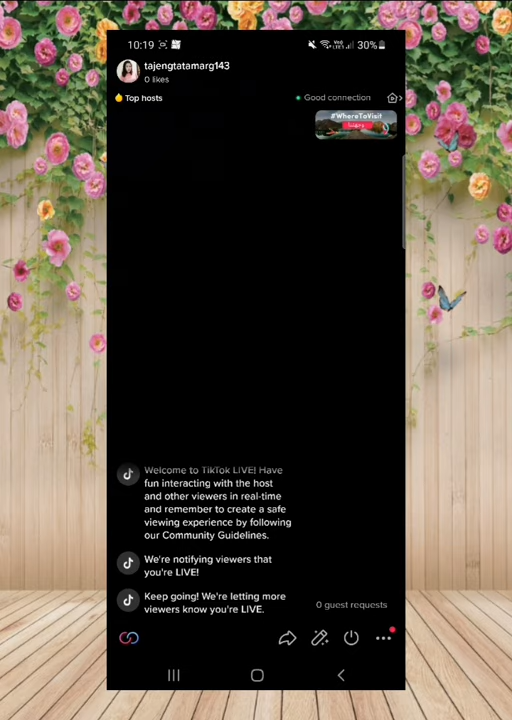 10:19
30%
tajengtatamarg143
0 likes
Top hosts
Good connection
#WhereToVisit
Welcome to TikTok LIVE! Have
fun interacting with the host
and other viewers in real-time
and remember to create a safe
viewing experience by following
our Community Guidelines.
We're notifying viewers that
you're LIVE!
Keep going! We're letting more
viewers know you're LIVE.
0 guest requests